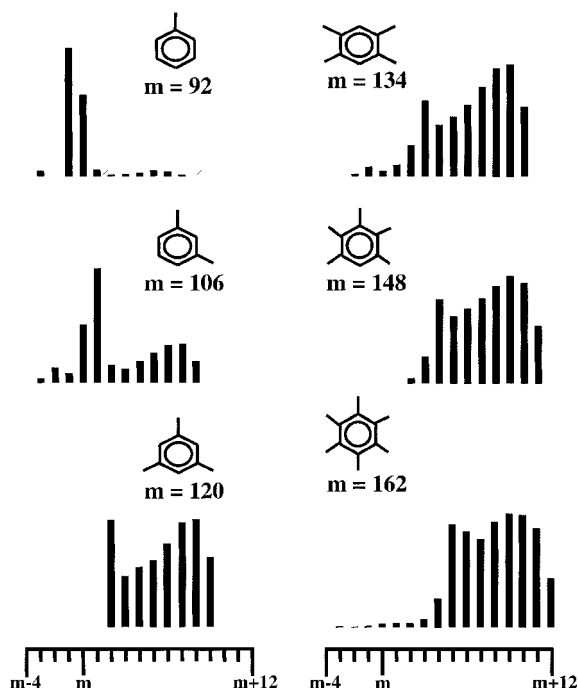 m = 92
m = 134
m = 106
m = 148
m = 120
m = 162
m-4 m m+12
m-4 m m+12